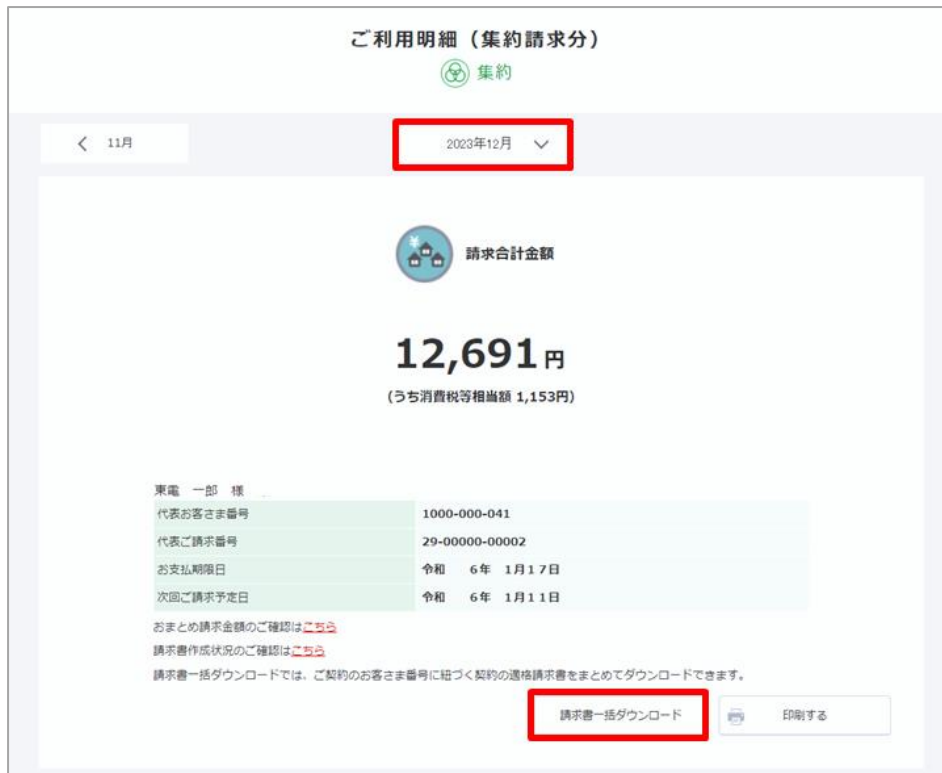 ご利用明細（集約請求分）
集約
く 11月
2023年12月
¥
請求合計金額
12,691円
（うち消費税等相当額 1,153円）
東電 一郎 様
代表お客さま番号 1000-000-041
代表ご請求番号 29-00000-00002
お支払期限日 令和 6年 1月17日
次回ご請求予定日 令和 6年 1月11日
おまとめ請求金額のご確認はこちら
請求書作成状況のご確認はこちら
請求書一括ダウンロードでは、ご契約のお客さま番号に紐づく契約の適格請求書をまとめてダウンロードできます。
請求書一括ダウンロード 印刷する